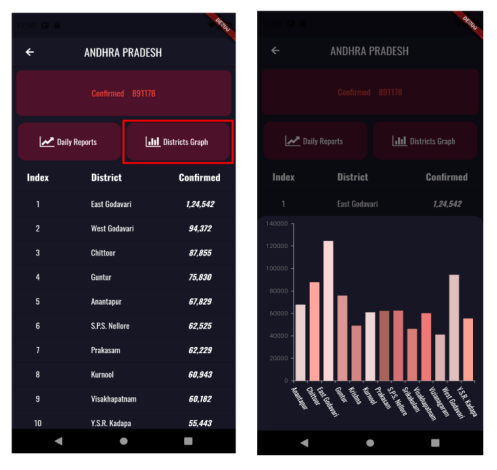 DEBUG
ANDHRA PRADESH
Confirmed 891178
Daily Reports Districts Graph
Index District Confirmed
1 East Godavari 1,24,542
2 West Godavari 94,372
3 Chittoor 87,855
4 Guntur 75,830
5 Anantapur 67,829
6 S.P.S. Nellore 62,525
7 Prakasam 62,229
8 Kurnool 60,943
9 Visakhapatnam 60,182
10 Y.S.R. Kadapa 55,443
DEBUG
ANDHRA PRADESH
Confirmed 891178
Daily Reports Districts Graph
Index District Confirmed
1 East Godavari 1,24,542
140000
120000
100000
80000
60000
40000
20000
0
Anantapur
Chittoor
East Godavari
Guntur
Krishna
Kurnool
Prakasam
S.P.S. Nellore
Srikakulam
Visakhapatnam
Vizianagaram
West Godavari
Y.S.R. Kadapa